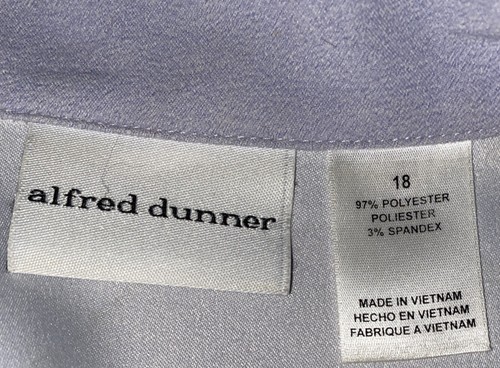 alfred dunner
18
97% POLYESTER
POLIESTER
3% SPANDEX
MADE IN VIETNAM
HECHO EN VIETNAM
FABRIQUE A VIETNAM